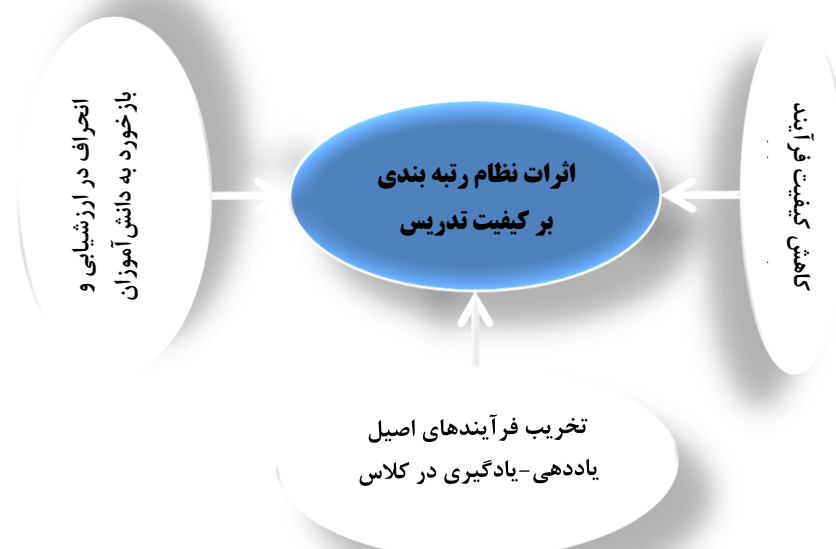 اثرات نظام رتبه بندی
بر کیفیت تدریس
کاهش کیفیت فرآیند
تخریب فرآیندهای اصیل
یاددهی-یادگیری در کلاس
انحراف در ارزشیابی و
بازخورد به دانش‌آموزان